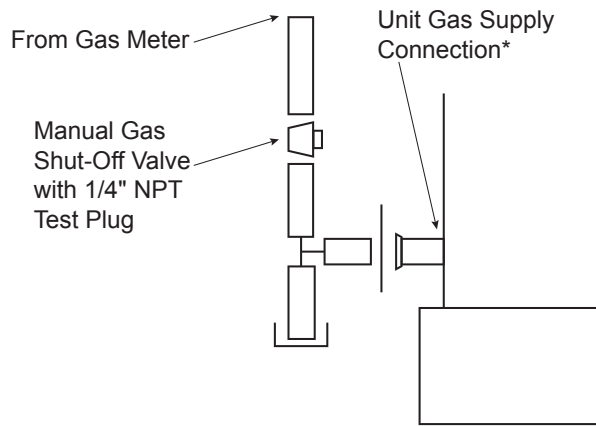 From Gas Meter
Unit Gas Supply
Connection*
Manual Gas
Shut-Off Valve
with 1/4" NPT
Test Plug